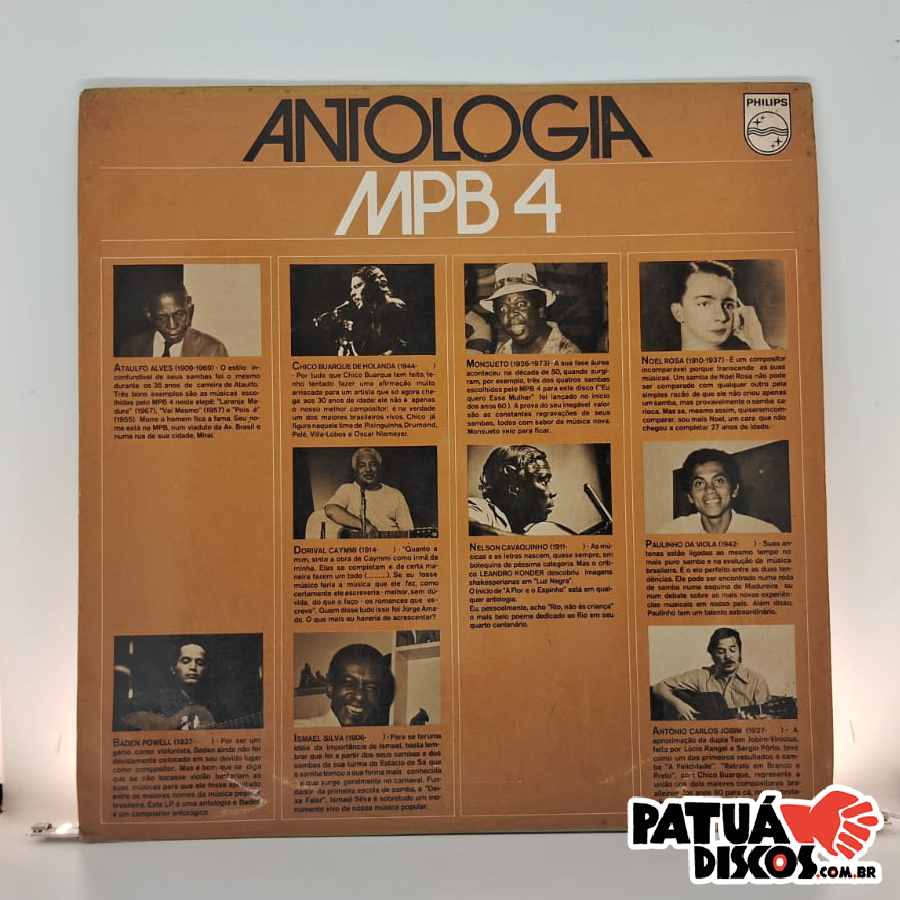 ANTOLOGIA
PHILIPS
MPB 4
ATAULFO ALVES (1909-1969) - O estilo in-
confundível de seus sambas foi o mesmo
durante os 35 anos de carreira de Ataulfo.
Três bons exemplos são as músicas esco-
lhidas pelo MPB 4 neste elepê: "Laranja Ma-
dura" (1967), "Vai Mesmo" (1957) e "Pois é"
(1955). Morre o homem fica a fama. Seu no-
me está na MPB, num viaduto da Av. Brasil e
numa rua de sua cidade, Miraí.
CHICO BUARQUE DE HOLANDA (1944- )
- Por tudo que Chico Buarque tem feito, te-
nho tentado fazer uma afirmação muito
arriscada para um artista que só agora che-
ga aos 30 anos de idade: ele não é apenas
o nosso melhor compositor, é na verdade
um dos maiores brasileiros vivos. Chico já
figura naquele time de Pixinguinha, Drumond,
Pelé, Villa-Lobos e Oscar Niemeyer.
MONSUETO (1926-1973) - A sua fase áurea
aconteceu na década de 50, quando surgi-
ram, por exemplo, três dos quatros sambas
escolhidos pelo MPB 4 para este disco ("Eu
quero Essa Mulher" foi lançado no início
dos anos 60). A prova do seu inegável valor
são as constantes regravações de seus
sambas, todos com sabor de música nova.
Monsueto veio para ficar.
NOEL ROSA (1910-1937) - É um compositor
incomparável porque transcende as suas
músicas. Um samba de Noel Rosa não pode
ser comparado com qualquer outro pela
simples razão de que ele não criou apenas
um samba, mas provavelmente o samba ca-
rioca. Mas se, mesmo assim, quiserem com-
comparar, sou mais Noel, um cara que não
chegou a completar 27 anos de idade.
DORIVAL CAYMMI (1914- ) - "Quanto a
mim, sinto a obra de Caymmi como irmã da
minha. Elas se completam e de certa ma-
neira fazem um todo (......). Se eu fosse
músico faria a música que ele faz, como
certamente ele escreveria - melhor, sem dú-
vida, do que o faço - os romances que es-
crevo". Quem disse tudo isso foi Jorge Ama-
do. O que mais eu haveria de acrescentar?
NELSON CAVAQUINHO (1911- ) - As mú-
sicas e as letras nascem, quase sempre, em
botequins de péssima categoria. Mas o críti-
co LEANDRO KONDER descobriu imagens
shakesperianas em "Luz Negra".
O início de "A Flor e o Espinho" está em qual-
quer antologia.
Eu, pessoalmente, acho "Rio, não és criança"
o mais belo poema dedicado ao Rio em seu
quarto centenário.
PAULINHO DA VIOLA (1942- ) - Suas an-
tenas estão ligadas ao mesmo tempo no
mais puro samba e na evolução da música
brasileira. É o elo perfeito entre as duas ten-
dências. Ele pode ser encontrado numa roda
de samba numa esquina de Madureira ou
num debate sobre as mais novas experiên-
cias musicais em nosso país. Além disso,
Paulinho tem um talento extraordinário.
BADEN POWELL (1937- ) - Por ser um
gênio como violonista, Baden ainda não foi
devidamente colocado em seu devido lugar
como compositor. Mas é bom que se diga
que se não tocasse violão bastariam as
suas músicas para que ele fosse apontado
entre os maiores nomes da música popular
brasileira. Este LP é uma antologia e Baden
é um compositor antológico.
ISMAEL SILVA (1906- ) - Para se ter uma
idéia da importância de Ismael, basta lem-
brar que foi a partir dos seus sambas e dos
sambas da sua turma do Estácio de Sá que
o samba tomou a sua forma mais conhecida
- a que surge geralmente no carnaval. Fun-
dador da primeira escola de samba, a "Dei-
xa Falar", Ismael Silva é sobretudo um mo-
numento vivo da nossa música popular.
ANTÔNIO CARLOS JOBIM (1927- ) - A
aproximação da dupla Tom Jobim-Vinícius,
feita por Lúcio Rangel e Sérgio Pôrto, teve
como um dos primeiros resultados o sam-
ba "A Felicidade". "Retrato em Branco e
Preto", com Chico Buarque, representa a
união dos dois maiores compositores bra-
sileiros dos anos 60 para cá,
PATUÁ
DISCOS.COM.BR